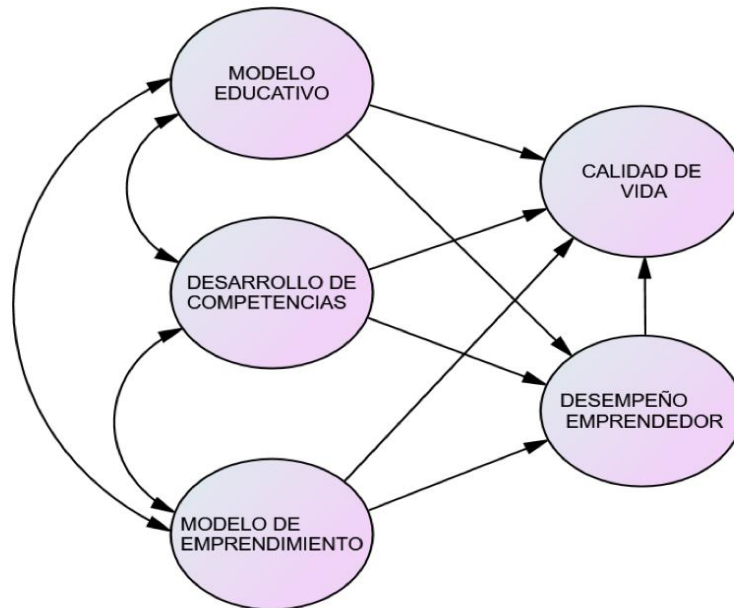 MODELO
EDUCATIVO
CALIDAD DE
VIDA
DESARROLLO DE
COMPETENCIAS
DESEMPEÑO
EMPRENDEDOR
MODELO DE
EMPRENDIMIENTO